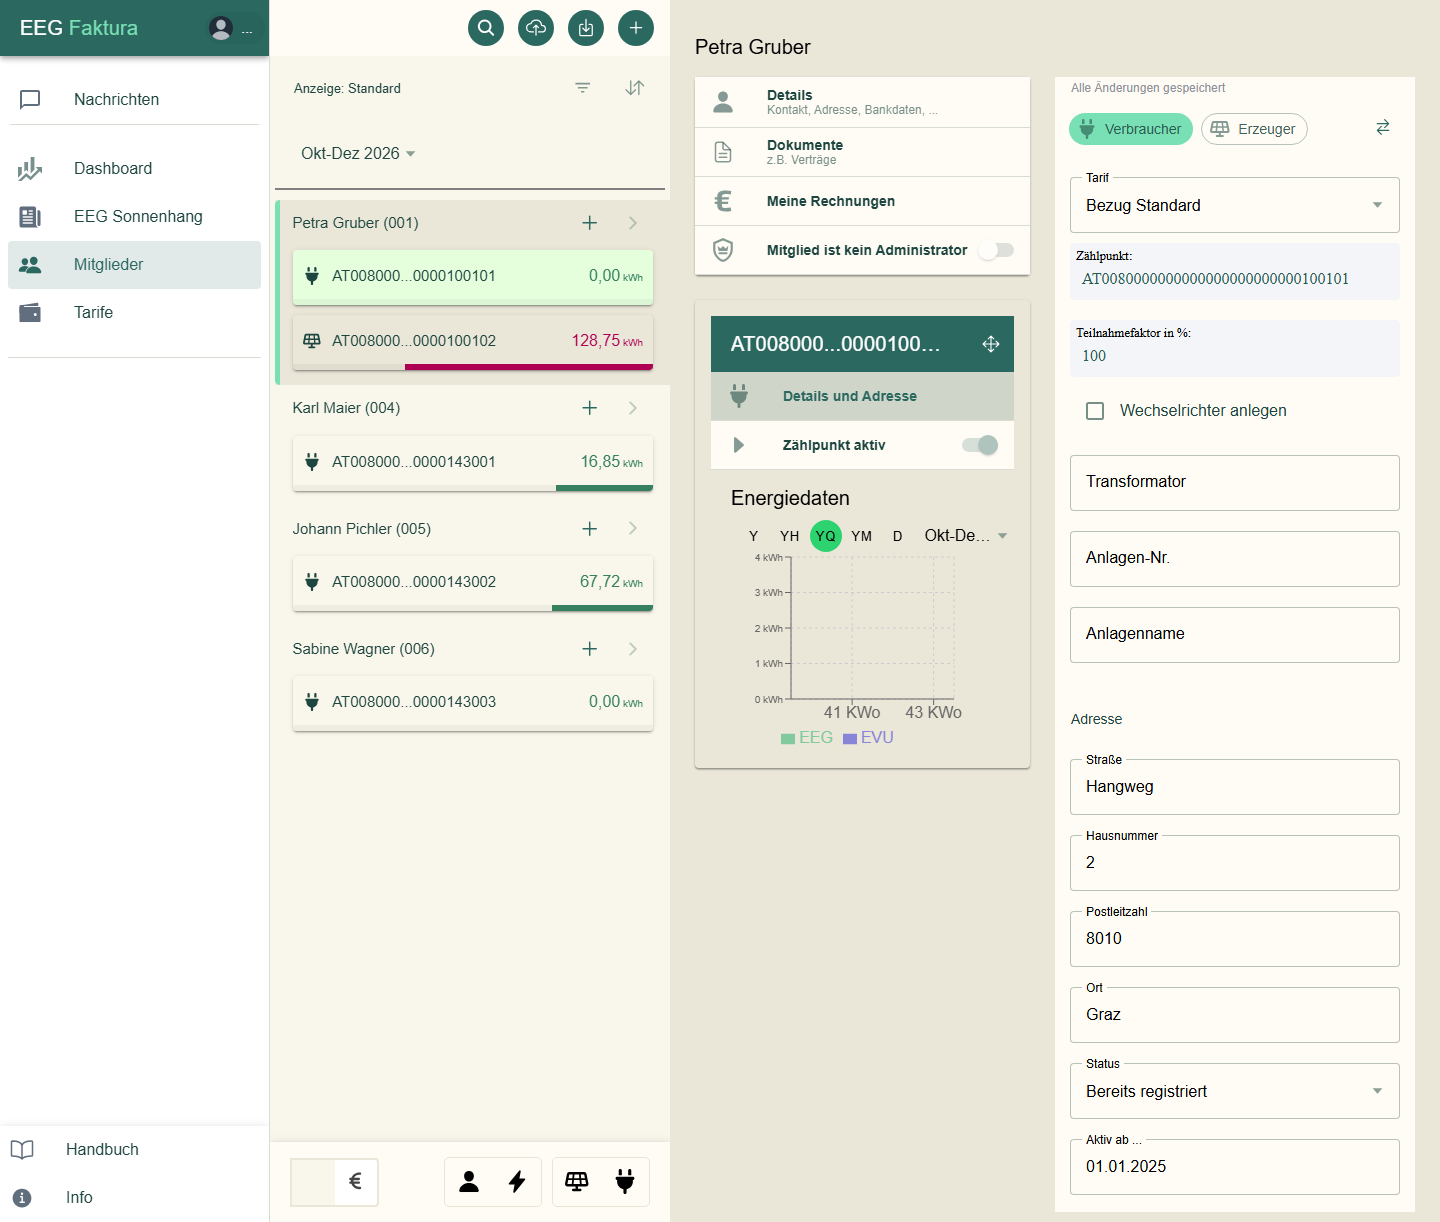 EEG Faktura
...
Nachrichten
Dashboard
EEG Sonnenhang
Mitglieder
Tarife
Handbuch
Info
Anzeige: Standard
Okt-Dez 2026
Petra Gruber (001)
AT008000...0000100101
0,00 kWh
AT008000...0000100102
128,75 kWh
Karl Maier (004)
AT008000...0000143001
16,85 kWh
Johann Pichler (005)
AT008000...0000143002
67,72 kWh
Sabine Wagner (006)
AT008000...0000143003
0,00 kWh
€
Petra Gruber
Details
Kontakt, Adresse, Bankdaten, ...
Dokumente
z.B. Verträge
€ Meine Rechnungen
Mitglied ist kein Administrator
AT008000...0000100...
Details und Adresse
Zählpunkt aktiv
Energiedaten
Y YH YQ YM D Okt-De...
4 kWh
3 kWh
2 kWh
1 kWh
0 kWh
41 KWo 43 KWo
EEG EVU
Alle Änderungen gespeichert
Verbraucher Erzeuger
Tarif
Bezug Standard
Zählpunkt:
AT0080000000000000000000000100101
Teilnahmefaktor in %:
100
Wechselrichter anlegen
Transformator
Anlagen-Nr.
Anlagenname
Adresse
Straße
Hangweg
Hausnummer
2
Postleitzahl
8010
Ort
Graz
Status
Bereits registriert
Aktiv ab ...
01.01.2025